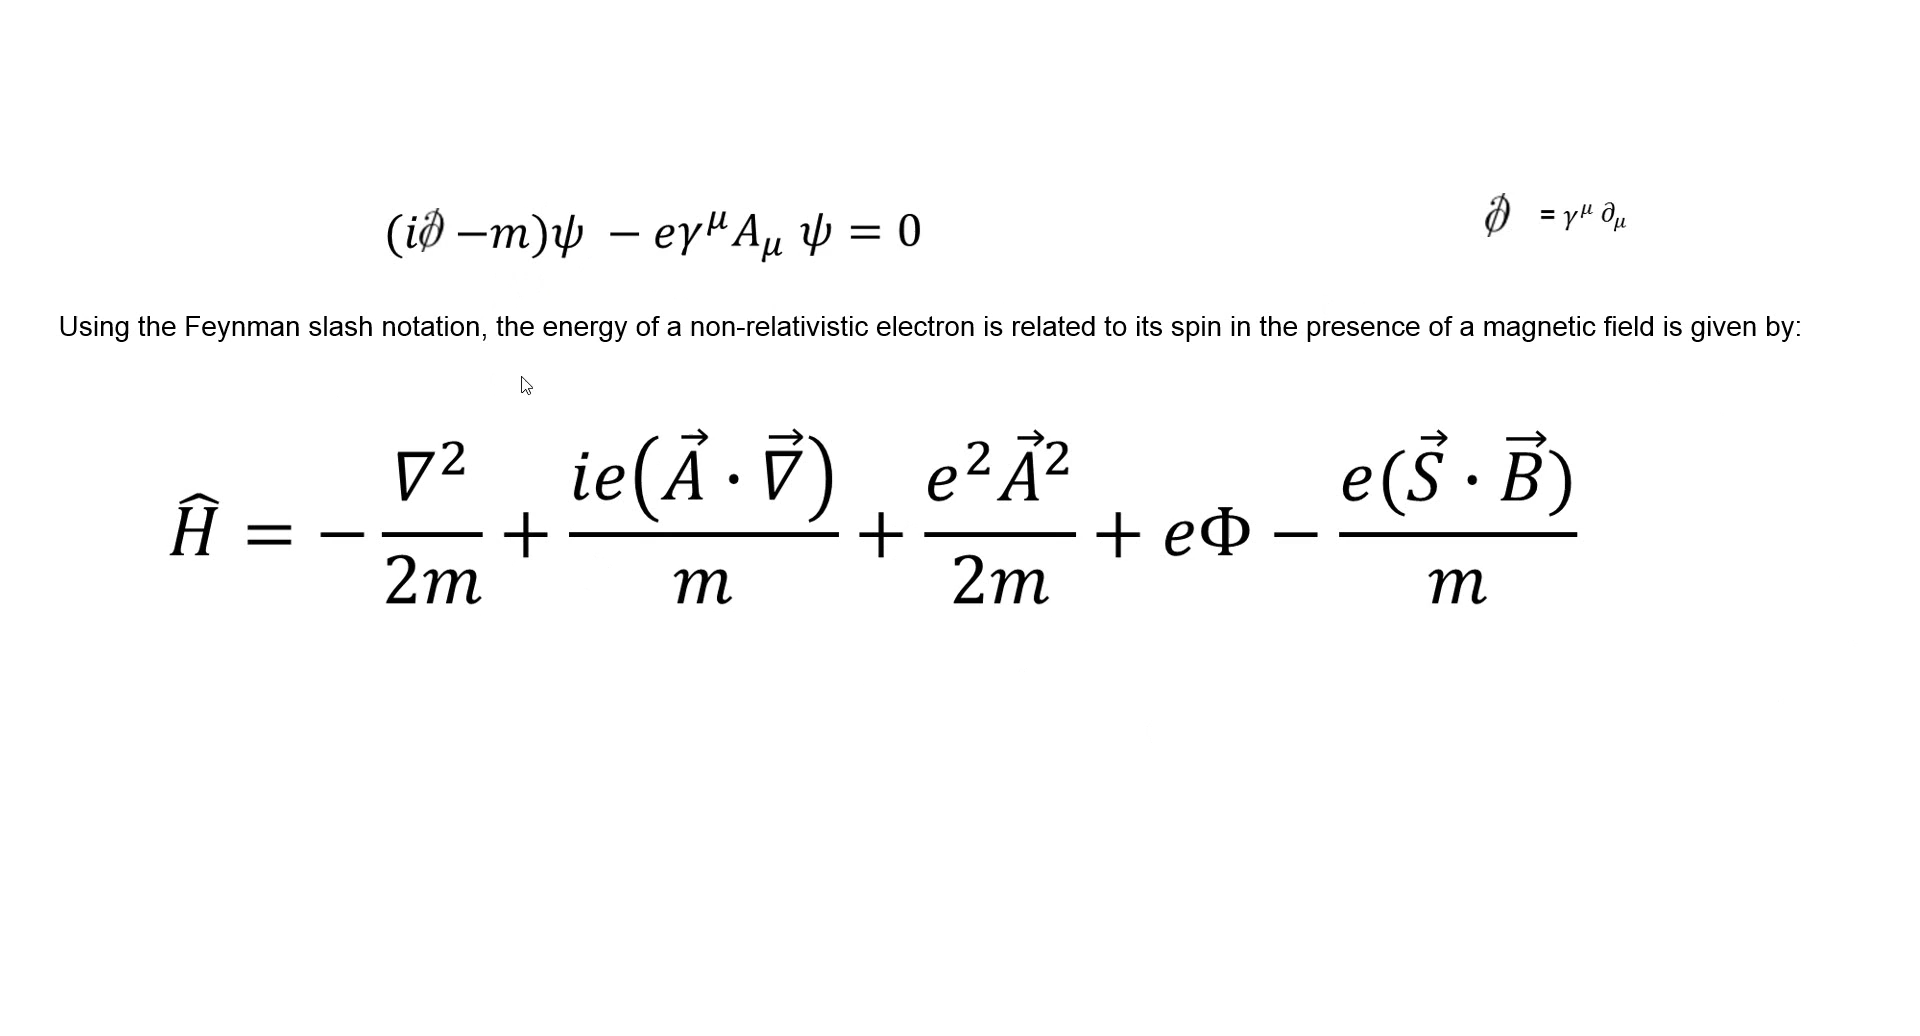 (i∂̸ −m)ψ − eγ^μ A_μ ψ = 0
∂̸ = γ^μ ∂_μ
Using the Feynman slash notation, the energy of a non-relativistic electron is related to its spin in the presence of a magnetic field is given by:
Ĥ = − ∇²/2m + ie(A⃗ · ∇⃗)/m + e²A⃗²/2m + eΦ − e(S⃗ · B⃗)/m